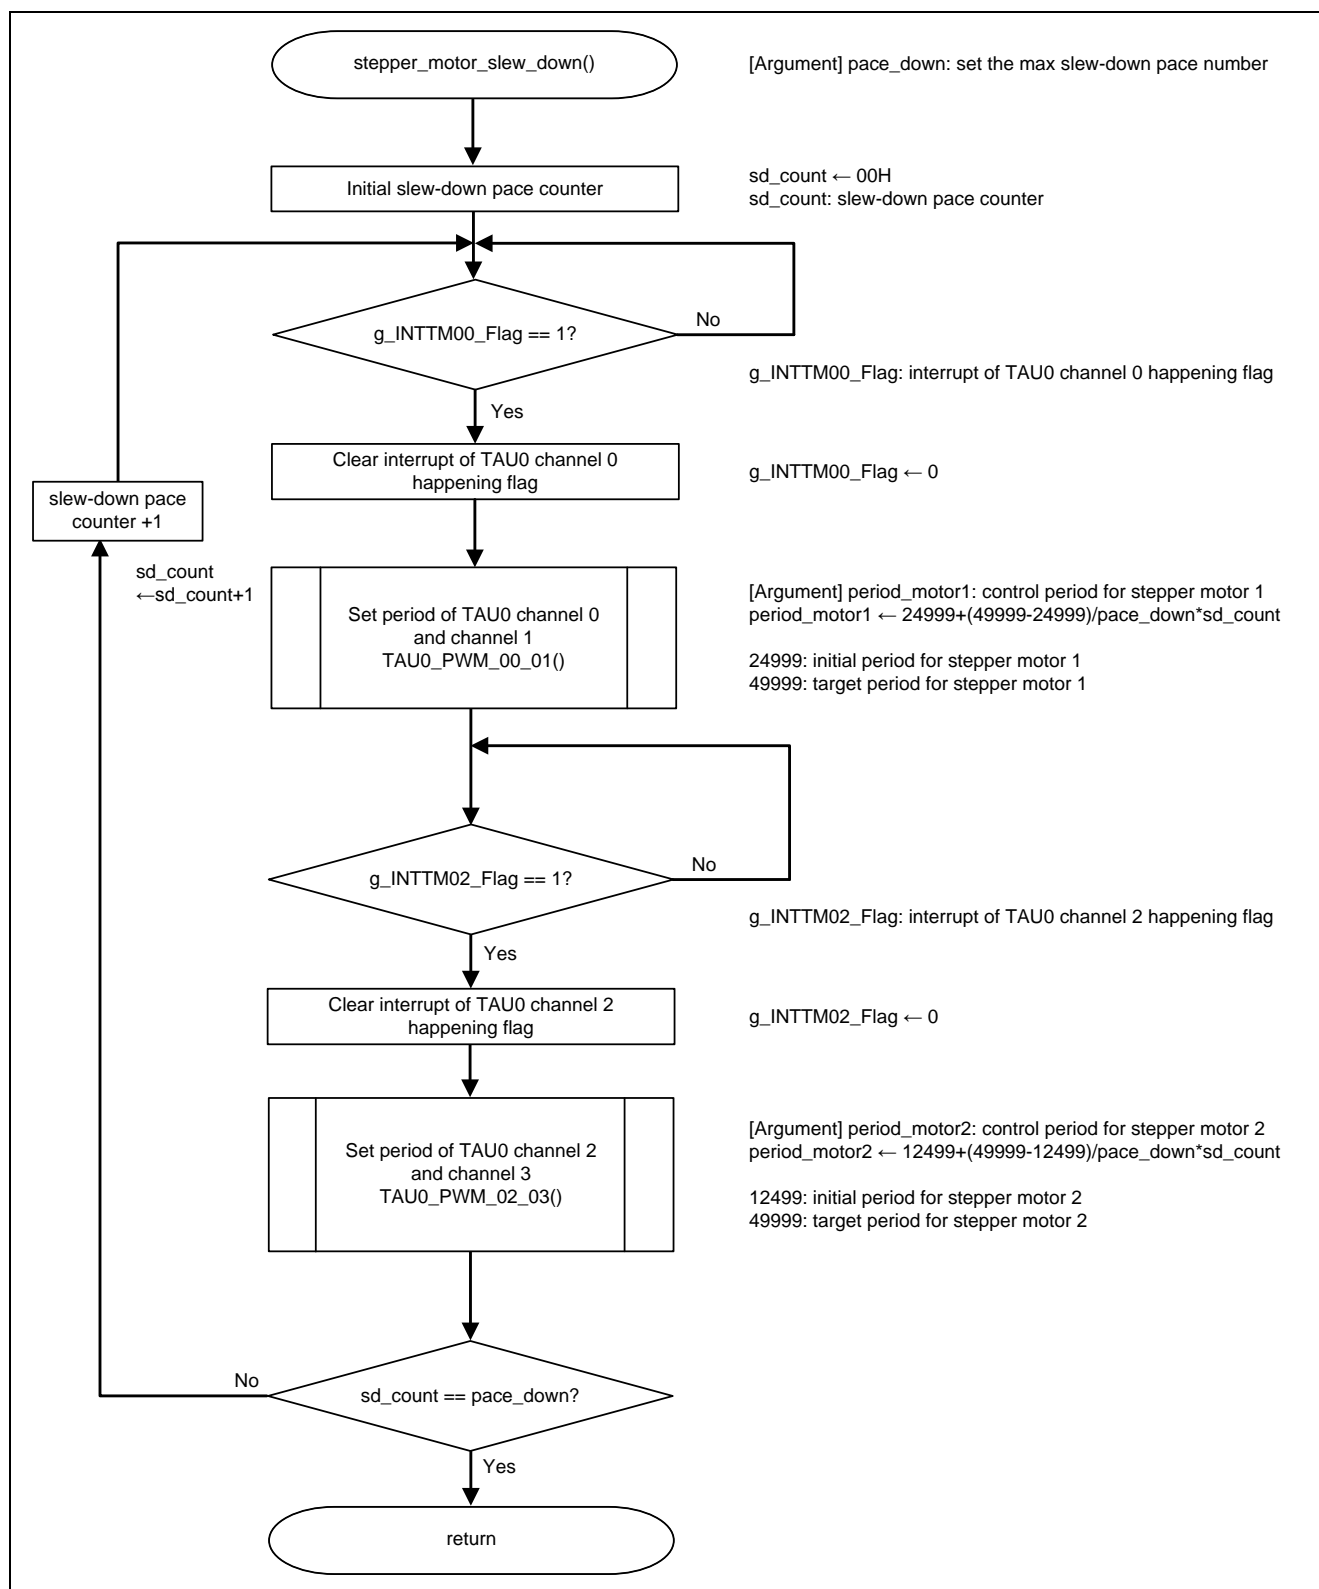 stepper_motor_slew_down()
[Argument] pace_down: set the max slew-down pace number
Initial slew-down pace counter
sd_count ← 00H
sd_count: slew-down pace counter
g_INTTM00_Flag == 1?
No
g_INTTM00_Flag: interrupt of TAU0 channel 0 happening flag
Yes
Clear interrupt of TAU0 channel 0
happening flag
g_INTTM00_Flag ← 0
slew-down pace
counter +1
sd_count
←sd_count+1
Set period of TAU0 channel 0
and channel 1
TAU0_PWM_00_01()
[Argument] period_motor1: control period for stepper motor 1
period_motor1 ← 24999+(49999-24999)/pace_down*sd_count
24999: initial period for stepper motor 1
49999: target period for stepper motor 1
g_INTTM02_Flag == 1?
No
g_INTTM02_Flag: interrupt of TAU0 channel 2 happening flag
Yes
Clear interrupt of TAU0 channel 2
happening flag
g_INTTM02_Flag ← 0
Set period of TAU0 channel 2
and channel 3
TAU0_PWM_02_03()
[Argument] period_motor2: control period for stepper motor 2
period_motor2 ← 12499+(49999-12499)/pace_down*sd_count
12499: initial period for stepper motor 2
49999: target period for stepper motor 2
No
sd_count == pace_down?
Yes
return